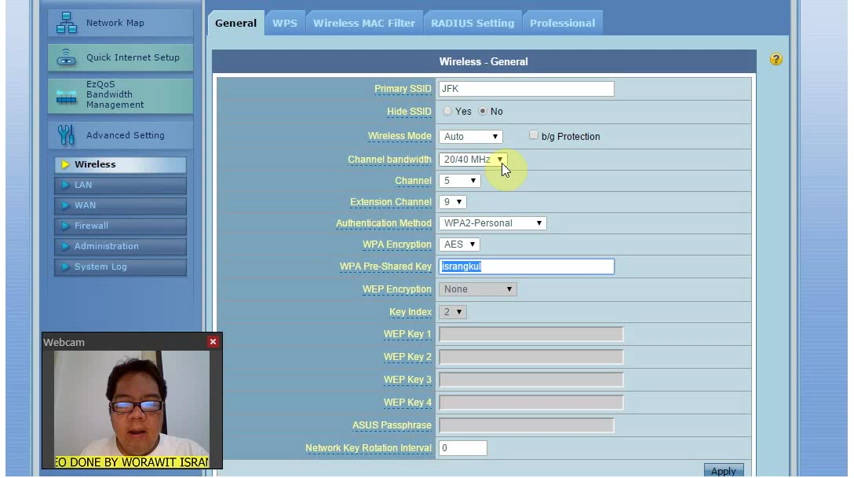 General
WPS
Wireless MAC Filter
RADIUS Setting
Professional
Network Map
Quick Internet Setup
EzQoS
Bandwidth
Management
Advanced Setting
Wireless
LAN
WAN
Firewall
Administration
System Log
Wireless - General
Primary SSID JFK
Hide SSID Yes No
Wireless Mode Auto b/g Protection
Channel bandwidth 20/40 MHz
Channel 5
Extension Channel 9
Authentication Method WPA2-Personal
WPA Encryption AES
WPA Pre-Shared Key israngkul
WEP Encryption None
Key Index 2
WEP Key 1
WEP Key 2
WEP Key 3
WEP Key 4
ASUS Passphrase
Network Key Rotation Interval 0
Apply
Webcam
EO DONE BY WORAWIT ISRAN